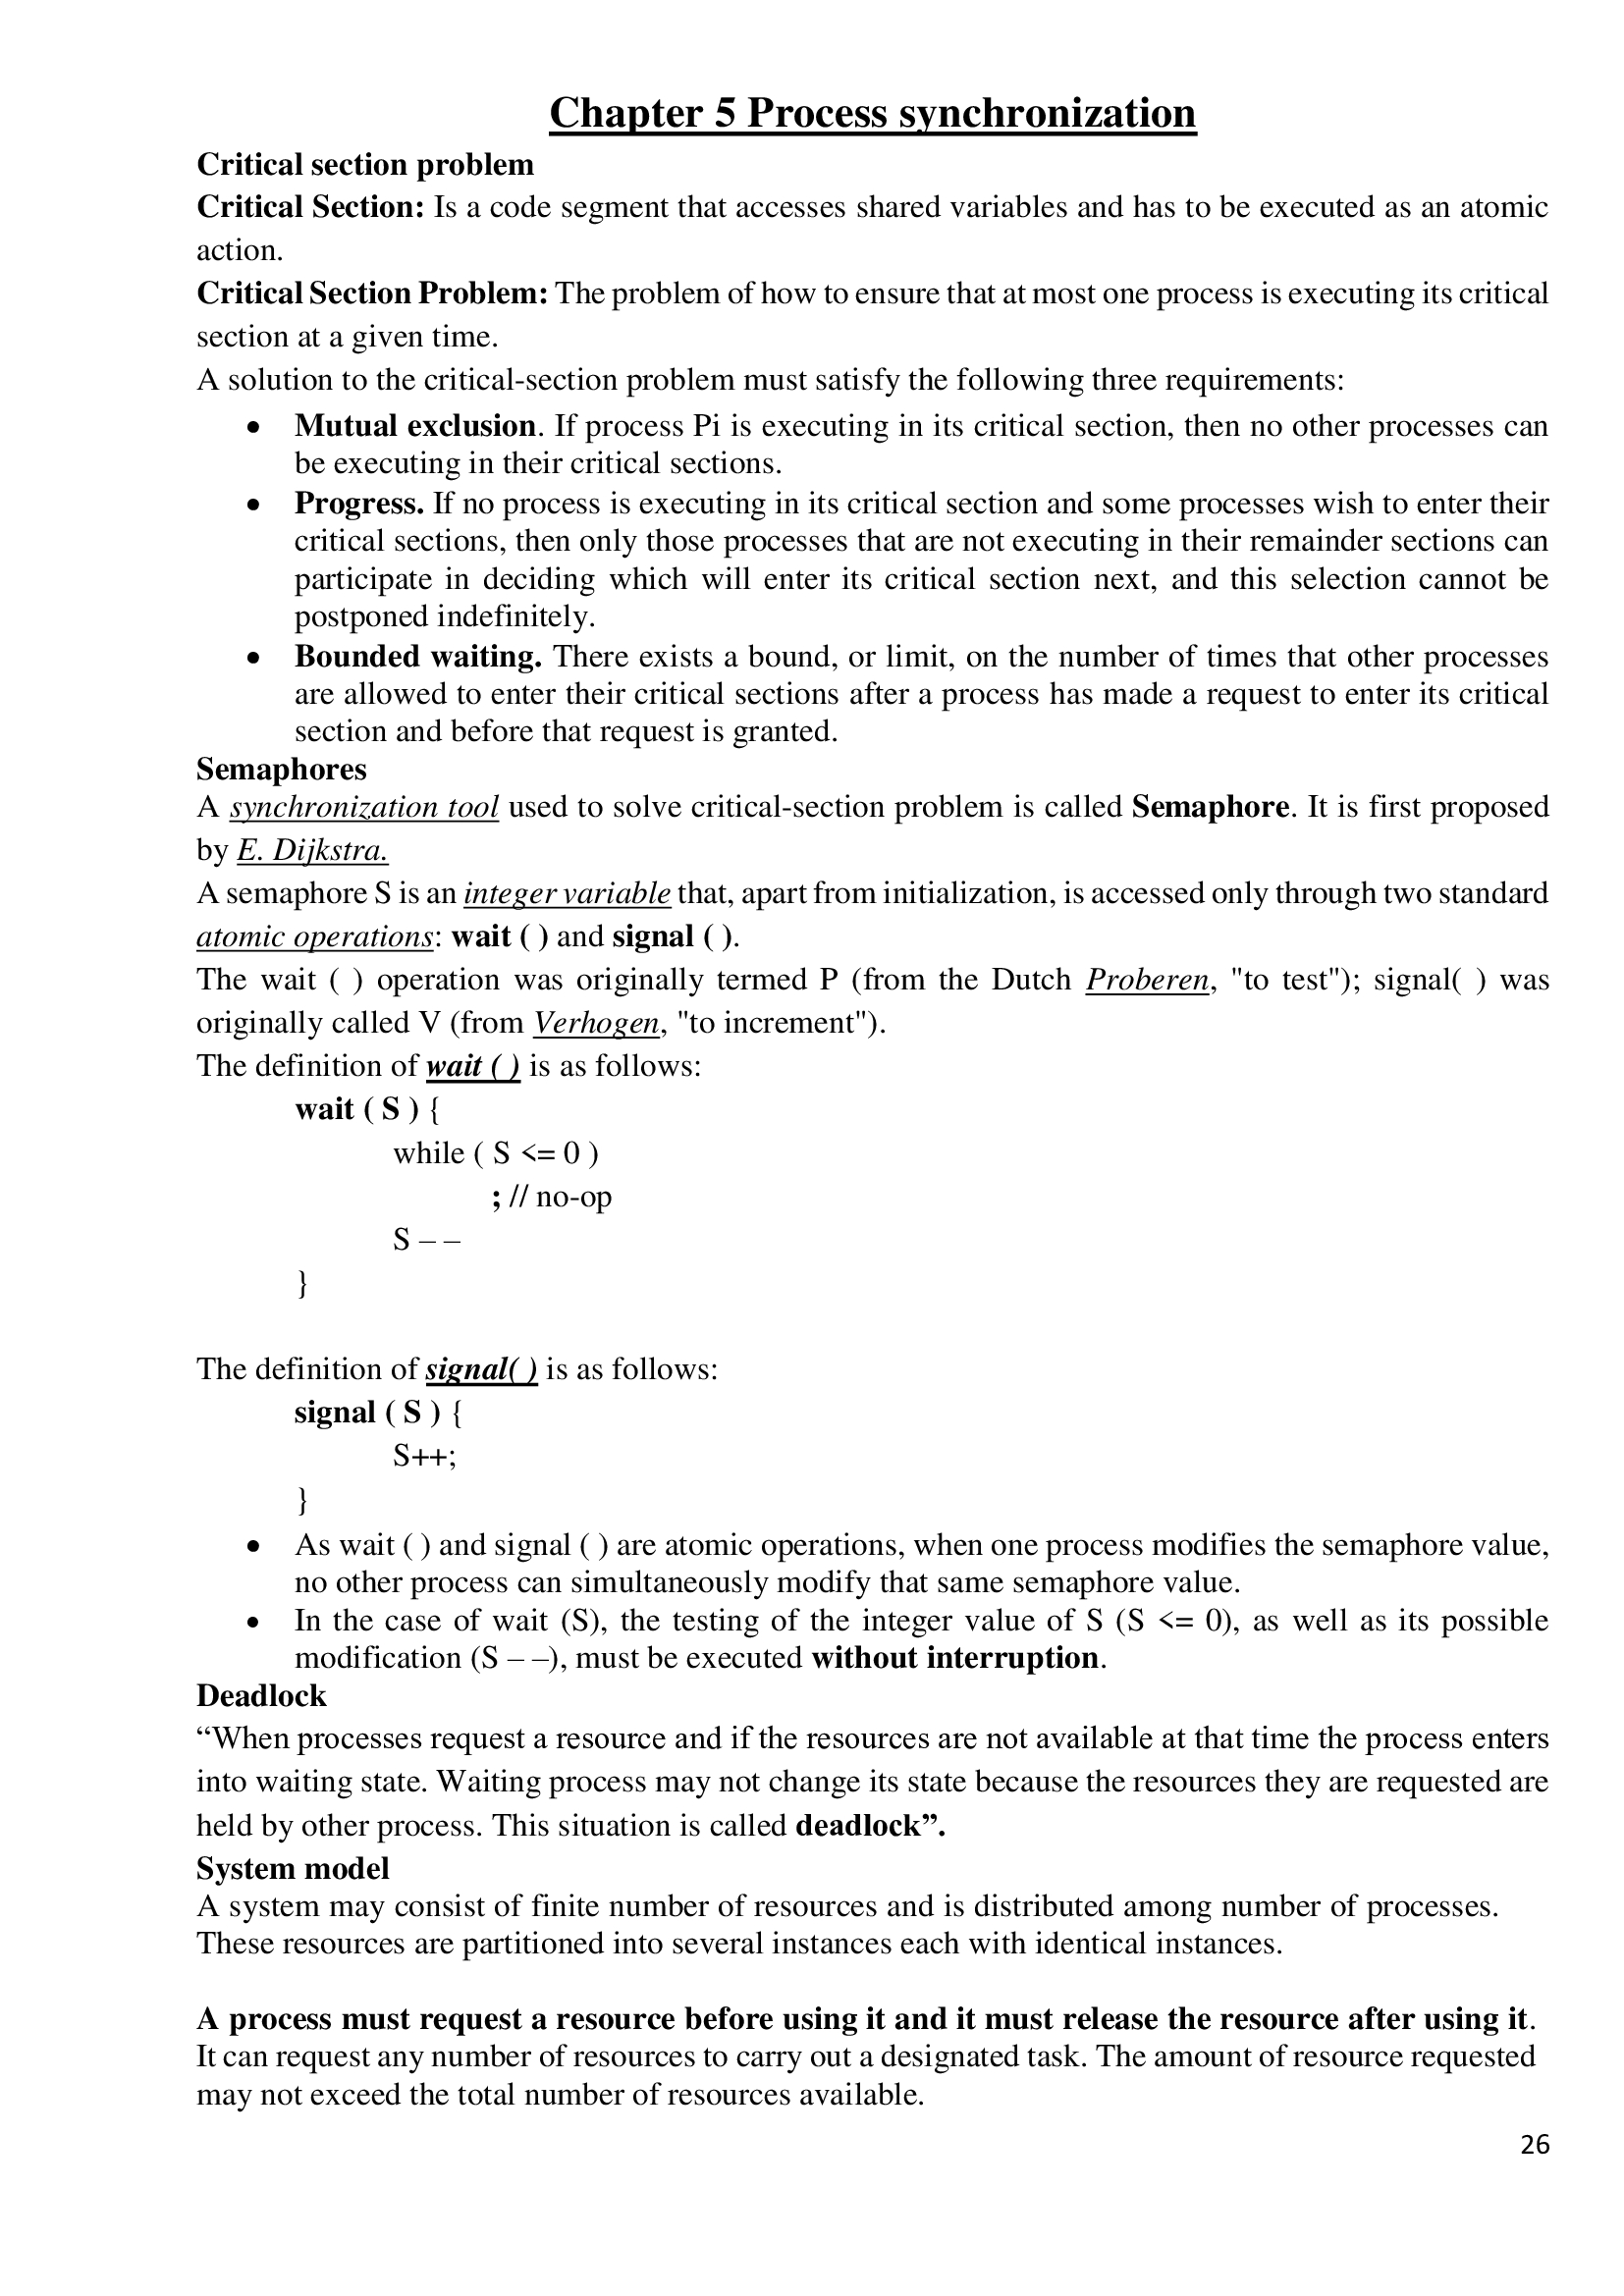 Chapter 5 Process synchronization
Critical section problem
Critical Section: Is a code segment that accesses shared variables and has to be executed as an atomic
action.
Critical Section Problem: The problem of how to ensure that at most one process is executing its critical
section at a given time.
A solution to the critical-section problem must satisfy the following three requirements:
• Mutual exclusion. If process Pi is executing in its critical section, then no other processes can
be executing in their critical sections.
• Progress. If no process is executing in its critical section and some processes wish to enter their
critical sections, then only those processes that are not executing in their remainder sections can
participate in deciding which will enter its critical section next, and this selection cannot be
postponed indefinitely.
• Bounded waiting. There exists a bound, or limit, on the number of times that other processes
are allowed to enter their critical sections after a process has made a request to enter its critical
section and before that request is granted.
Semaphores
A synchronization tool used to solve critical-section problem is called Semaphore. It is first proposed
by E. Dijkstra.
A semaphore S is an integer variable that, apart from initialization, is accessed only through two standard
atomic operations: wait ( ) and signal ( ).
The wait ( ) operation was originally termed P (from the Dutch Proberen, "to test"); signal( ) was
originally called V (from Verhogen, "to increment").
The definition of wait ( ) is as follows:
wait ( S ) {
while ( S <= 0 )
; // no-op
S – –
}
The definition of signal( ) is as follows:
signal ( S ) {
S++;
}
• As wait ( ) and signal ( ) are atomic operations, when one process modifies the semaphore value,
no other process can simultaneously modify that same semaphore value.
• In the case of wait (S), the testing of the integer value of S (S <= 0), as well as its possible
modification (S – –), must be executed without interruption.
Deadlock
“When processes request a resource and if the resources are not available at that time the process enters
into waiting state. Waiting process may not change its state because the resources they are requested are
held by other process. This situation is called deadlock”.
System model
A system may consist of finite number of resources and is distributed among number of processes.
These resources are partitioned into several instances each with identical instances.
A process must request a resource before using it and it must release the resource after using it.
It can request any number of resources to carry out a designated task. The amount of resource requested
may not exceed the total number of resources available.
26